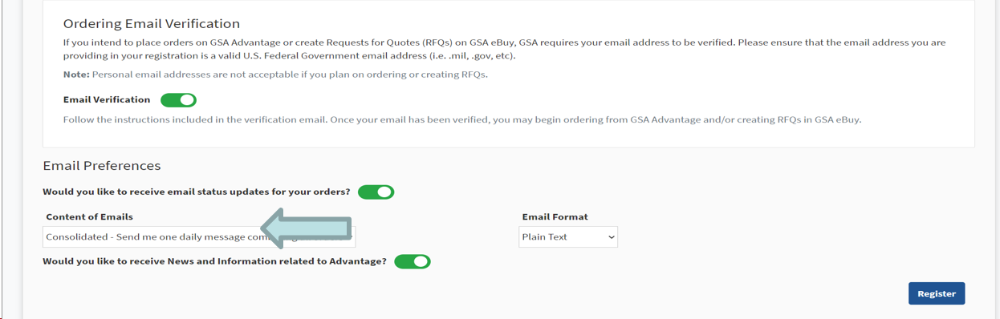 Ordering Email Verification
If you intend to place orders on GSA Advantage or create Requests for Quotes (RFQs) on GSA eBuy, GSA requires your email address to be verified. Please ensure that the email address you are
providing in your registration is a valid U.S. Federal Government email address (i.e. .mil, .gov, etc).
Note: Personal email addresses are not acceptable if you plan on ordering or creating RFQs.
Email Verification
Follow the instructions included in the verification email. Once your email has been verified, you may begin ordering from GSA Advantage and/or creating RFQs in GSA eBuy.
Email Preferences
Would you like to receive email status updates for your orders?
Content of Emails
Email Format
Consolidated - Send me one daily message
Plain Text
Would you like to receive News and Information related to Advantage?
Register